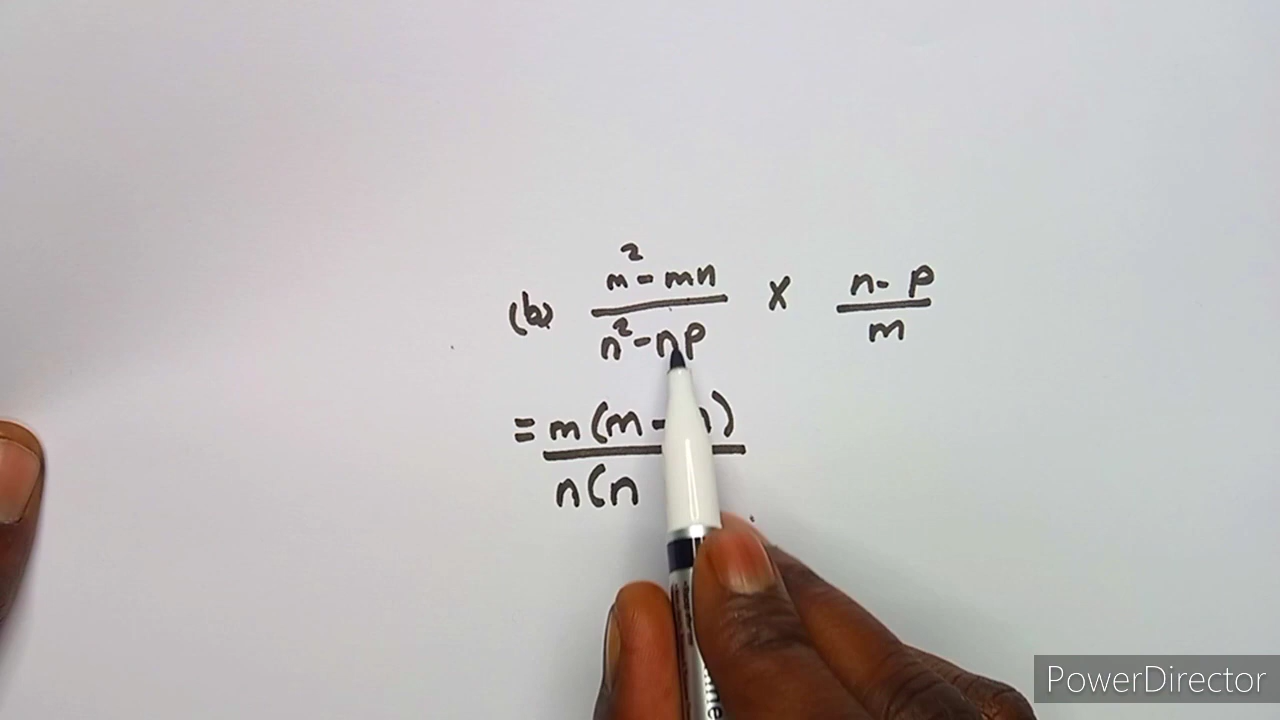 (b) m² - mn / n² - np × n - p / m
= m(m - n) / n(n
PowerDirector